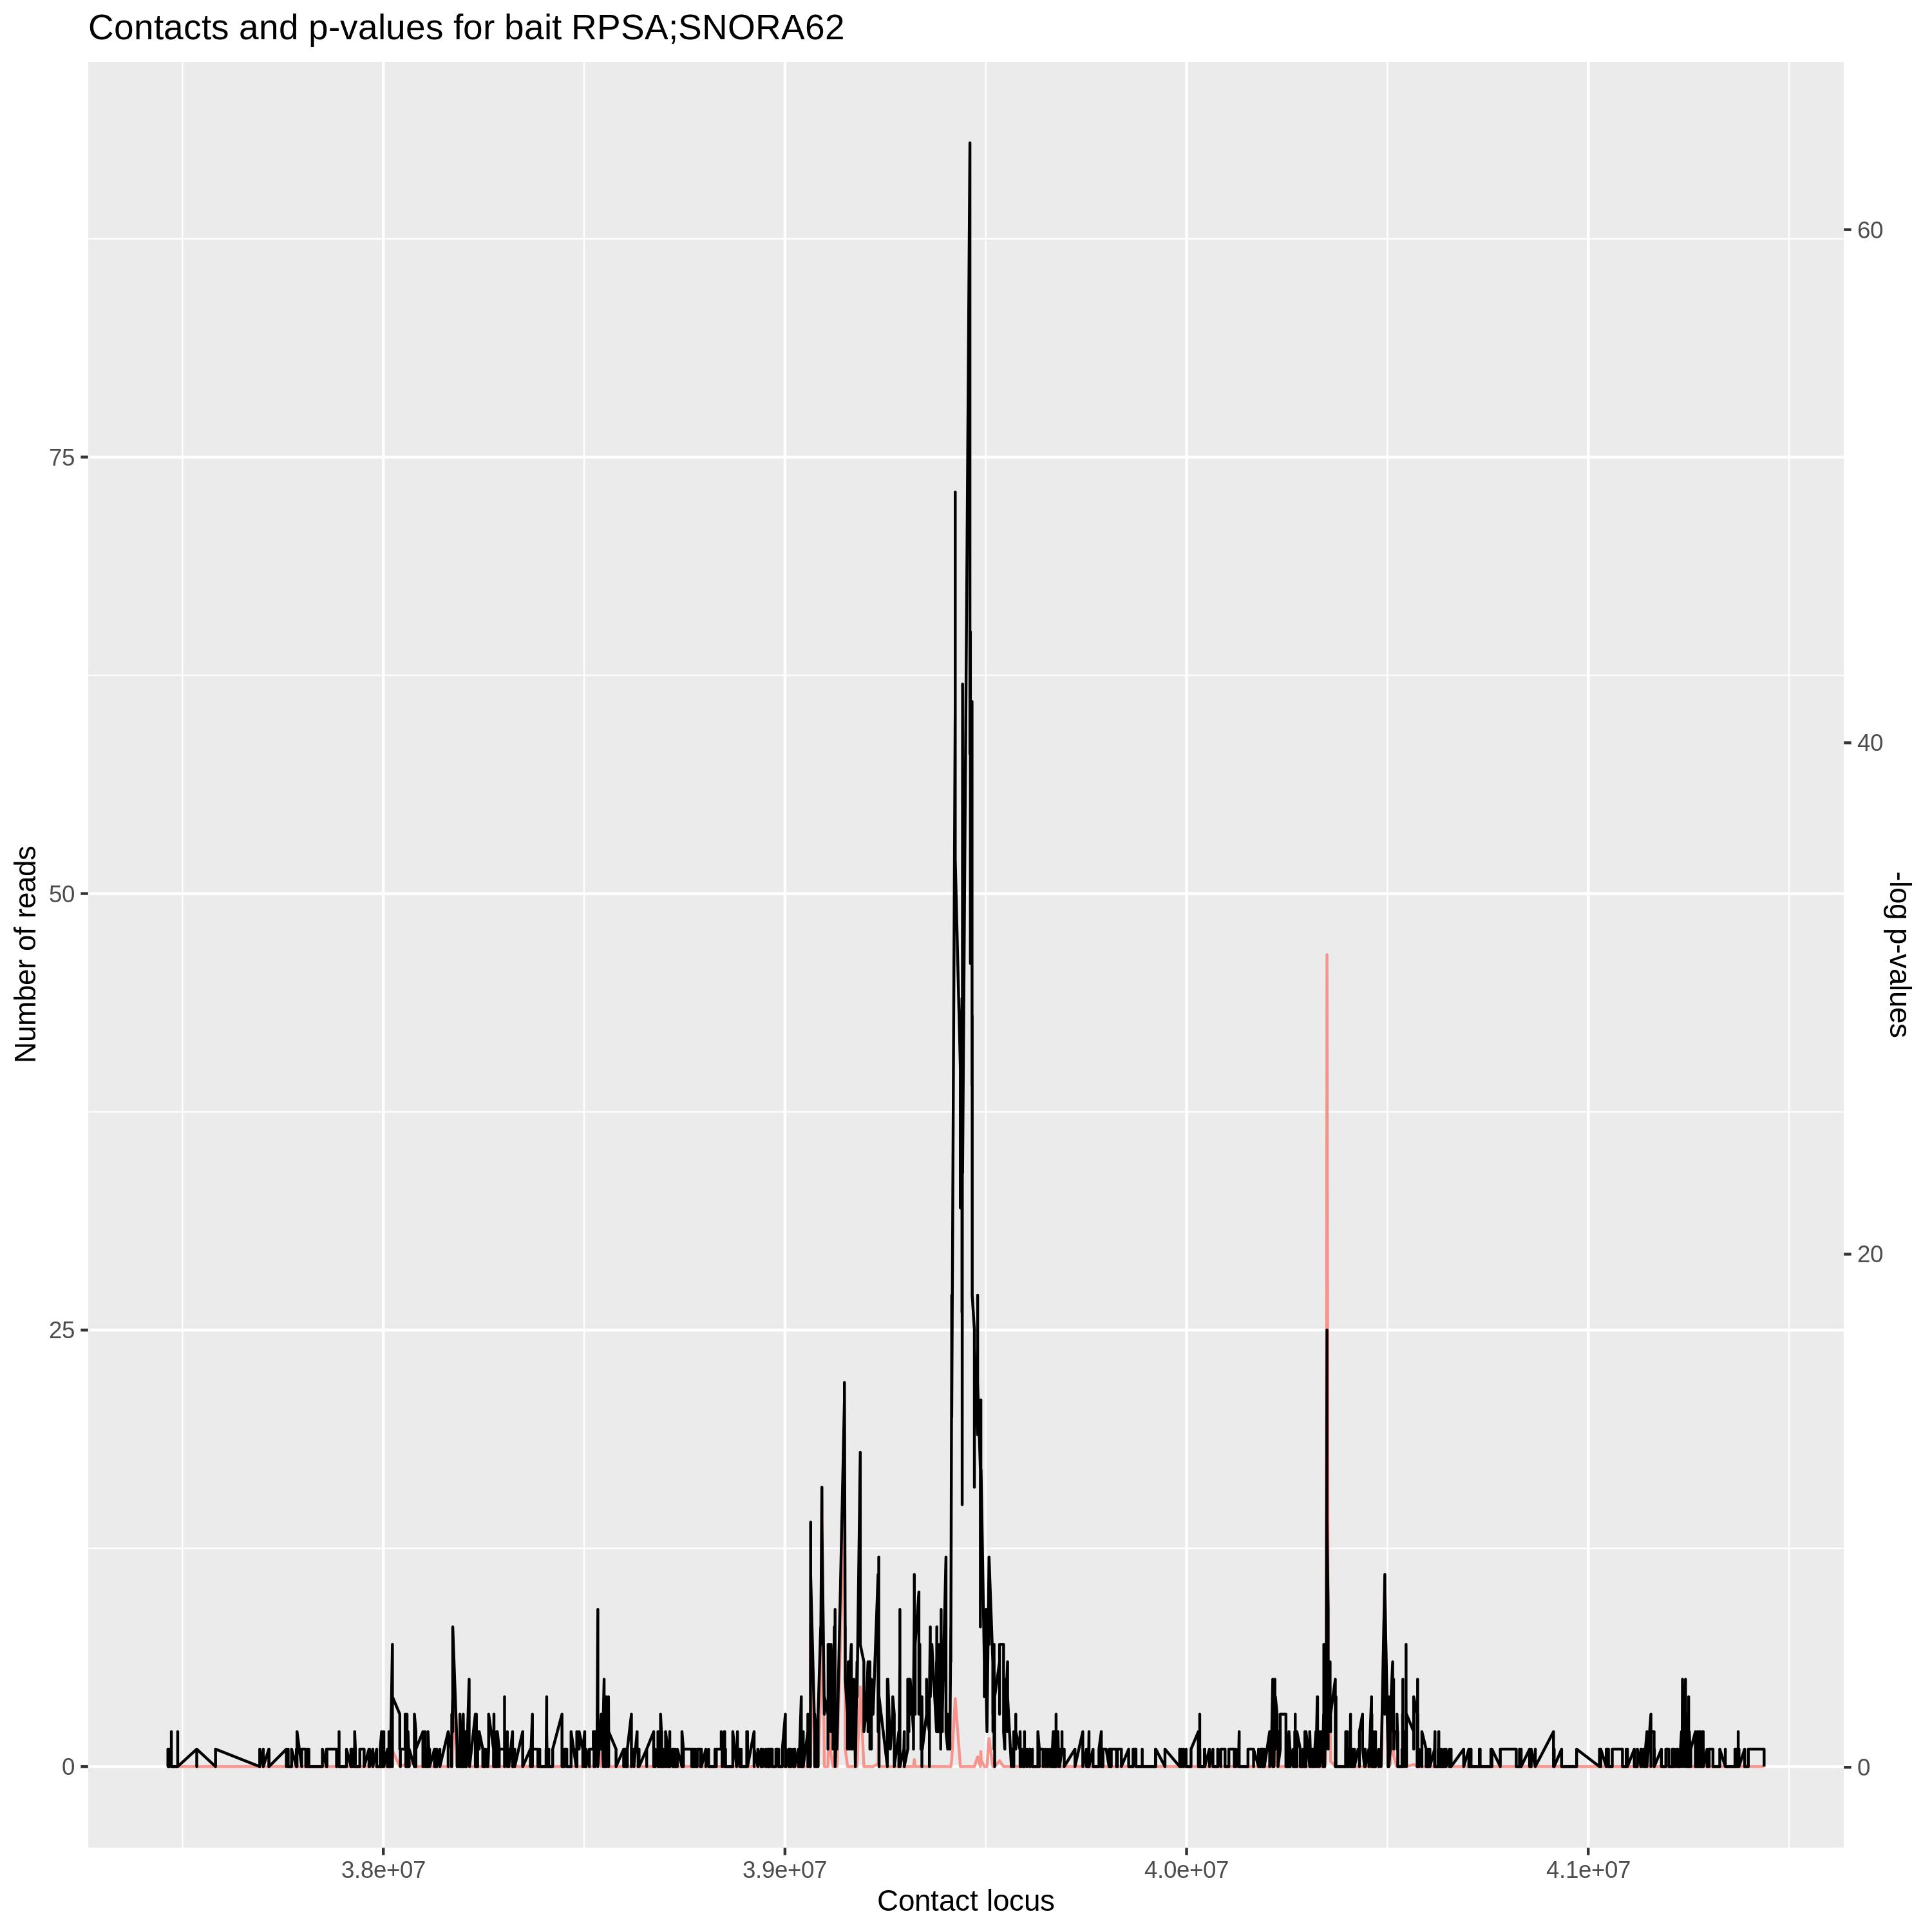 Contacts and p-values for bait RPSA;SNORA62
Number of reads
75
50
25
0
60
40
20
0
-log p-values
3.8e+07
3.9e+07
4.0e+07
4.1e+07
Contact locus